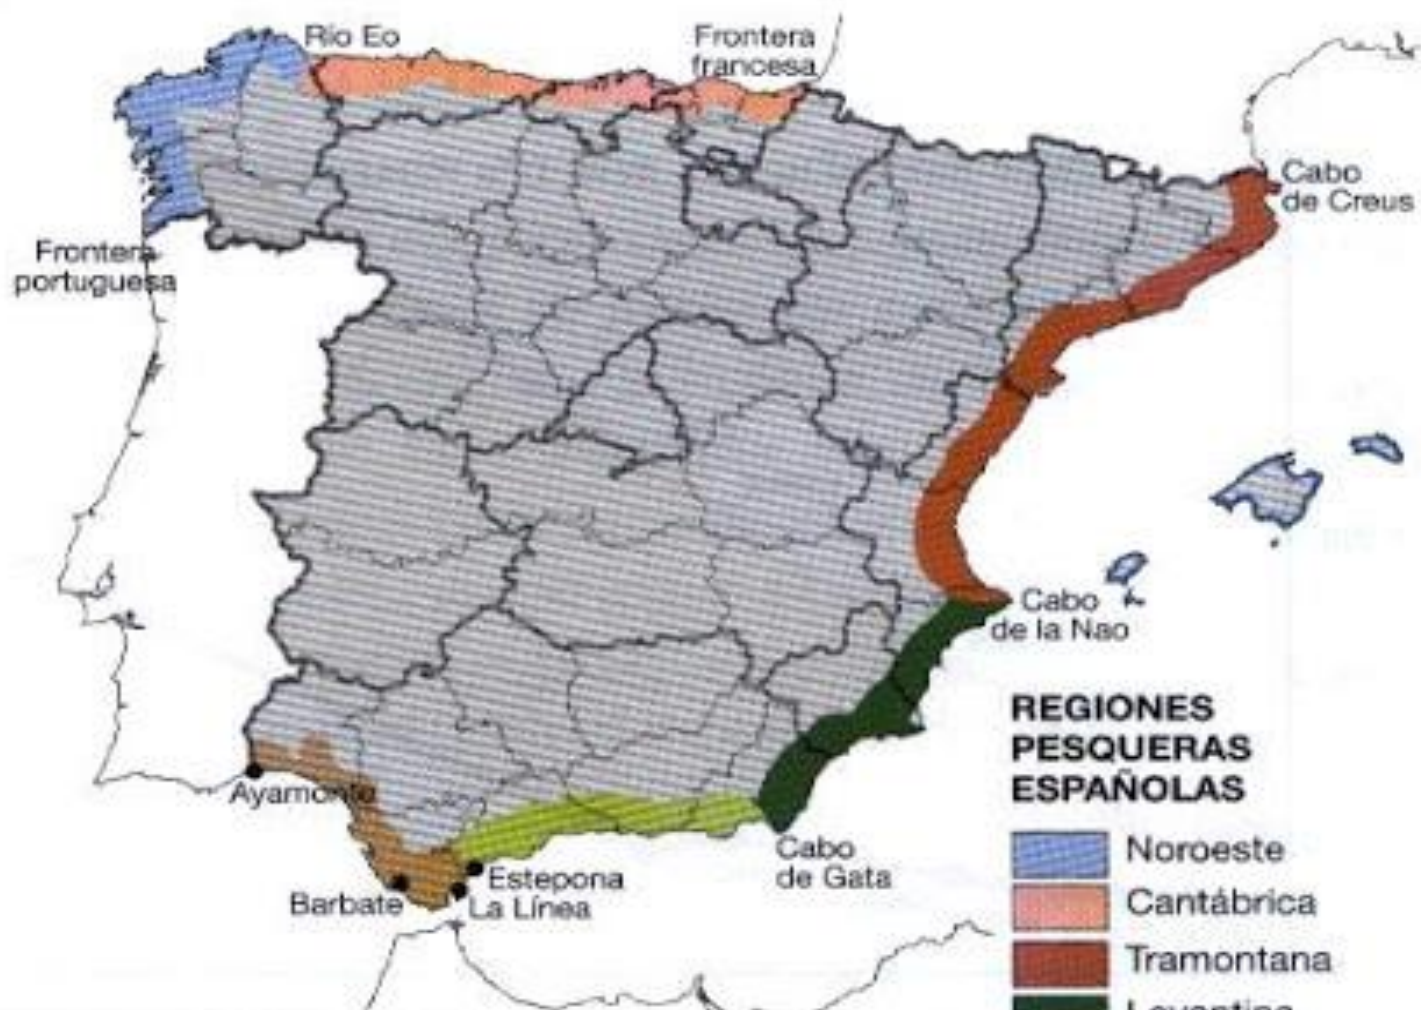 Río Eo
Frontera
francesa
Cabo
de Creus
Frontera
portuguesa
Cabo
de la Nao
REGIONES
PESQUERAS
ESPAÑOLAS
Ayamonte
Noroeste
Cabo
de Gata
Estepona
Barbate
La Línea
Cantábrica
Tramontana